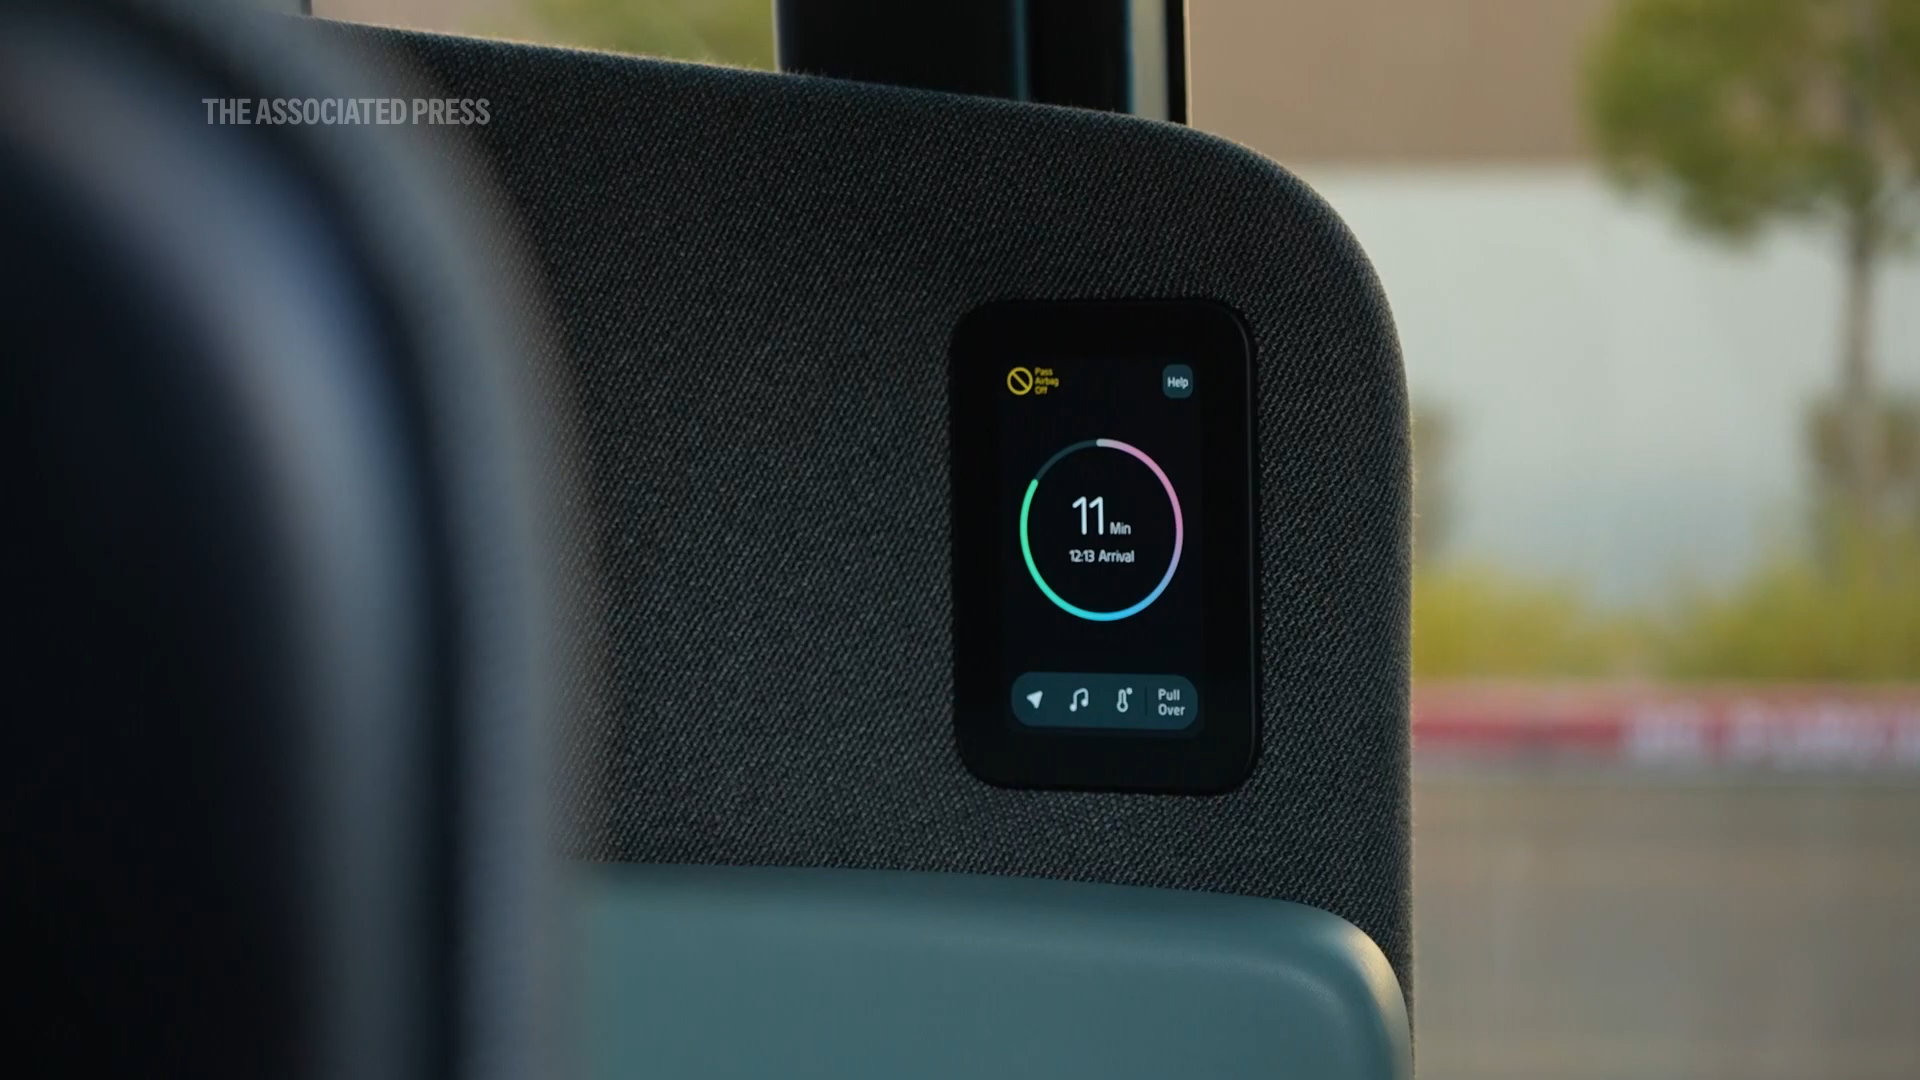 THE ASSOCIATED PRESS
Pass
Airbag
Off
Help
11 Min
12:13 Arrival
Pull
Over